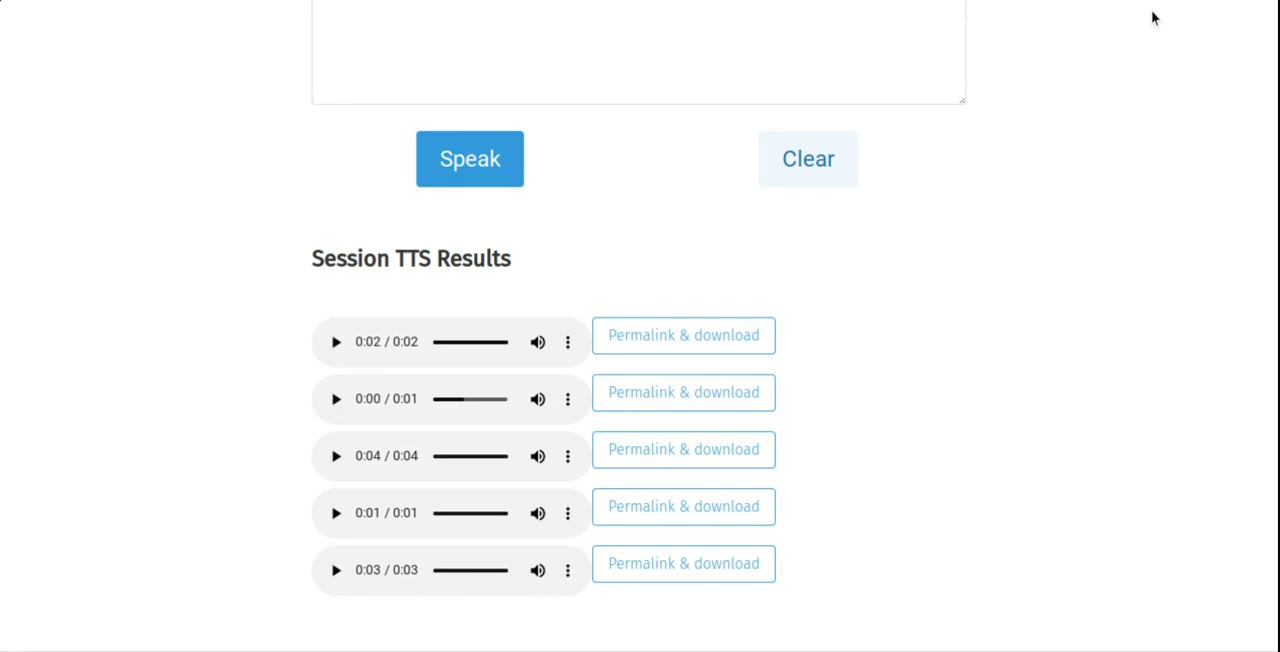 Speak Clear
Session TTS Results
0:02 / 0:02 Permalink & download
0:00 / 0:01 Permalink & download
0:04 / 0:04 Permalink & download
0:01 / 0:01 Permalink & download
0:03 / 0:03 Permalink & download